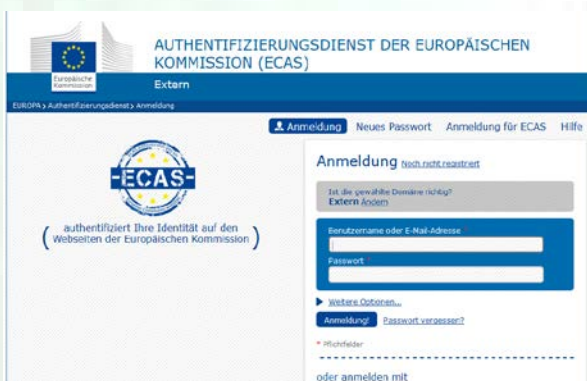 AUTHENTIFIZIERUNGSDIENST DER EUROPÄISCHEN
KOMMISSION (ECAS)
Europäische
Kommission
Extern
EUROPA > Authentifizierungsdienst > Anmeldung
Anmeldung Neues Passwort Anmeldung für ECAS Hilfe
ECAS
authentifiziert Ihre Identität auf den
Webseiten der Europäischen Kommission
Anmeldung Noch nicht registriert
Ist die gewählte Domäne richtig?
Extern Ändern
Benutzername oder E-Mail-Adresse *
Passwort *
Weitere Optionen...
Anmeldung! Passwort vergessen?
* Pflichtfelder
oder anmelden mit